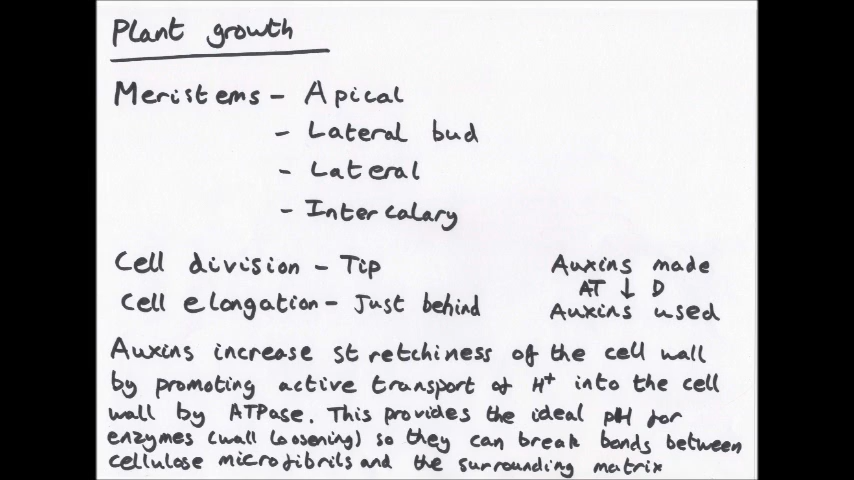 Plant growth
Meristems - Apical
- Lateral bud
- Lateral
- Intercalary
Cell division - Tip
Auxins made
AT ↓ D
Cell elongation - Just behind
Auxins used
Auxins increase stretchiness of the cell wall
by promoting active transport of H⁺ into the cell
wall by ATPase. This provides the ideal pH for
enzymes (wall loosening) so they can break bonds between
cellulose microfibrils and the surrounding matrix